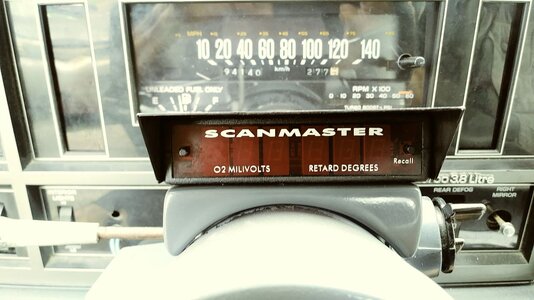 MPH
10 20 40 60 80 100 120 140
94140 km/h 277
UNLEADED FUEL ONLY
E F
RPM X 100
0 10 20 30 40 50 60
SCANMASTER
O2 MILIVOLTS RETARD DEGREES Recall
3.8 Litre
REAR DEFOG RIGHT MIRROR